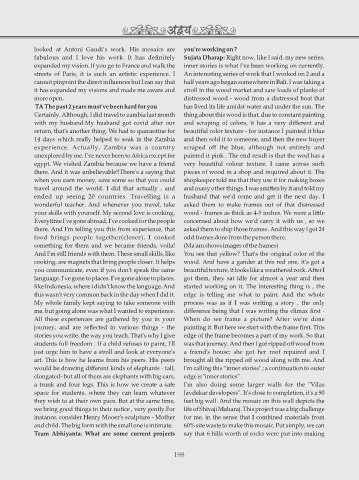 अद्वय
looked at Antoni Gaudi's work. His mosaics are
fabulous and I love his work. It has definitely
expanded my vision. If you go to France and walk the
streets of Paris, it is such an artistic experience. I
cannot pinpoint the direct influences but I can say that
it has expanded my visions and made me aware and
more open.
TA The past 2 years must've been hard for you
Certainly. Although, I did travel to zambia last month
with my husband.My husband got covid after our
return, that's another thing. We had to quarantine for
14 days which really helped to soak in the Zambia
experience. Actually, Zambia was a country
unexplored by me. I've never been to Africa except for
egypt. We visited Zambia because we have a friend
there. And it was unbelievable!!There's a saying that
when you earn money, save some so that you could
travel around the world. I did that actually , and
ended up seeing 20 countries. Travelling is a
wonderful teacher. And whenever you travel, take
your skills with yourself. My second love is cooking.
Everytime I've gone abroad, I've cooked for the people
there. And I'm telling you this from experience, that
food brings people together(closer). I cooked
something for them and we became friends, voila!
And I'm still friends with them. These small skills, like
cooking, are magnets that bring people closer. It helps
you communicate, even if you don't speak the same
language. I've gone to places. I've gone alone to places,
like Indonesia, where I didn't know the language. And
this wasn't very common back in the day when I did it.
My whole family kept saying to take someone with
me, but going alone was what I wanted to experience.
All these experiences are gathered by you in your
journey, and are reflected in various things - the
stories you write, the way you teach. That's why I give
students full freedom . If a child refuses to paint, I'll
just urge him to have a stroll and look at everyone's
art. This is how he learns from his peers. His peers
would be drawing different kinds of elephants - tall,
elongated- but all of them are elephants with big ears,
a trunk and four legs. This is how we create a safe
space for students, where they can learn whatever
they wish to at their own pace. But at the same time,
we bring good things to their notice , very gently.For
instance, consider Henry Mooer's sculpture - Mother
and child. The big form with the small one is intimate.
Team Abhiyanta: What are some current projects
you're working on ?
Sujata Dharap: Right now, like I said, my new series,
inner stories is what I've been working on currently.
An interesting series of work that I worked on 2 and a
half years ago began somewhere in Bali. I was taking a
stroll in the wood market and saw loads of planks of
distressed wood - wood from a distressed boat that
has lived its life amidst water and under the sun. The
thing about this wood is that, due to constant painting
and scraping of colors, it has a very different and
beautiful color texture - for instance I painted it blue
and then sold it to someone, and then the new buyer
scraped off the blue, although not entirely and
painted it pink . The end result is that the wod has a
very beautiful colour texture. I came across such
pieces of wood in a shop and inquired about it. The
shopkeeper told me that they use it for making boxes
and many other things. I was smitten by it and told my
husband that we'd come and get it the next day. I
asked them to make frames out of that distressed
wood - frames as thick as 4-5 inches. We were a little
concerned about how we'd carry it with us , so we
asked them to ship those frames. And this way I got 24
odd frames done from the person there.
(Ma'am shows images of the frames)
You see that yellow? That's the original color of the
wood. And have a gander at this red one, it's got a
beautiful texture, it looks like a weathered rock. After I
got them, they sat idle for almost a year and then
started working on it. The interesting thing is , the
edge is telling me what to paint. And the whole
process was as if I was writing a story , the only
difference being that I was writing the climax first -
When do we frame a picture? After we're done
painting it. But here we start with the frame first. This
edge of the frame becomes a part of my work. So that
was that journey. And then I got ripped off wood from
a friend's house; she got her roof repaired and I
brought all the ripped off wood along with me. And
I'm calling this "inner stories" ; a continuation to outer
edge is "inner stories".
I'm also doing some larger walls for the "Vilas
Javdekar developers" . It's close to completion, it's a 50
feet big wall. And the mosaic on this wall depicts the
life of Shivaji Maharaj. This project was a big challenge
for me, in the sense that I combined materials from
60% site waste to make this mosaic. Put simply, we can
say that 6 hills worth of rocks were put into making
198